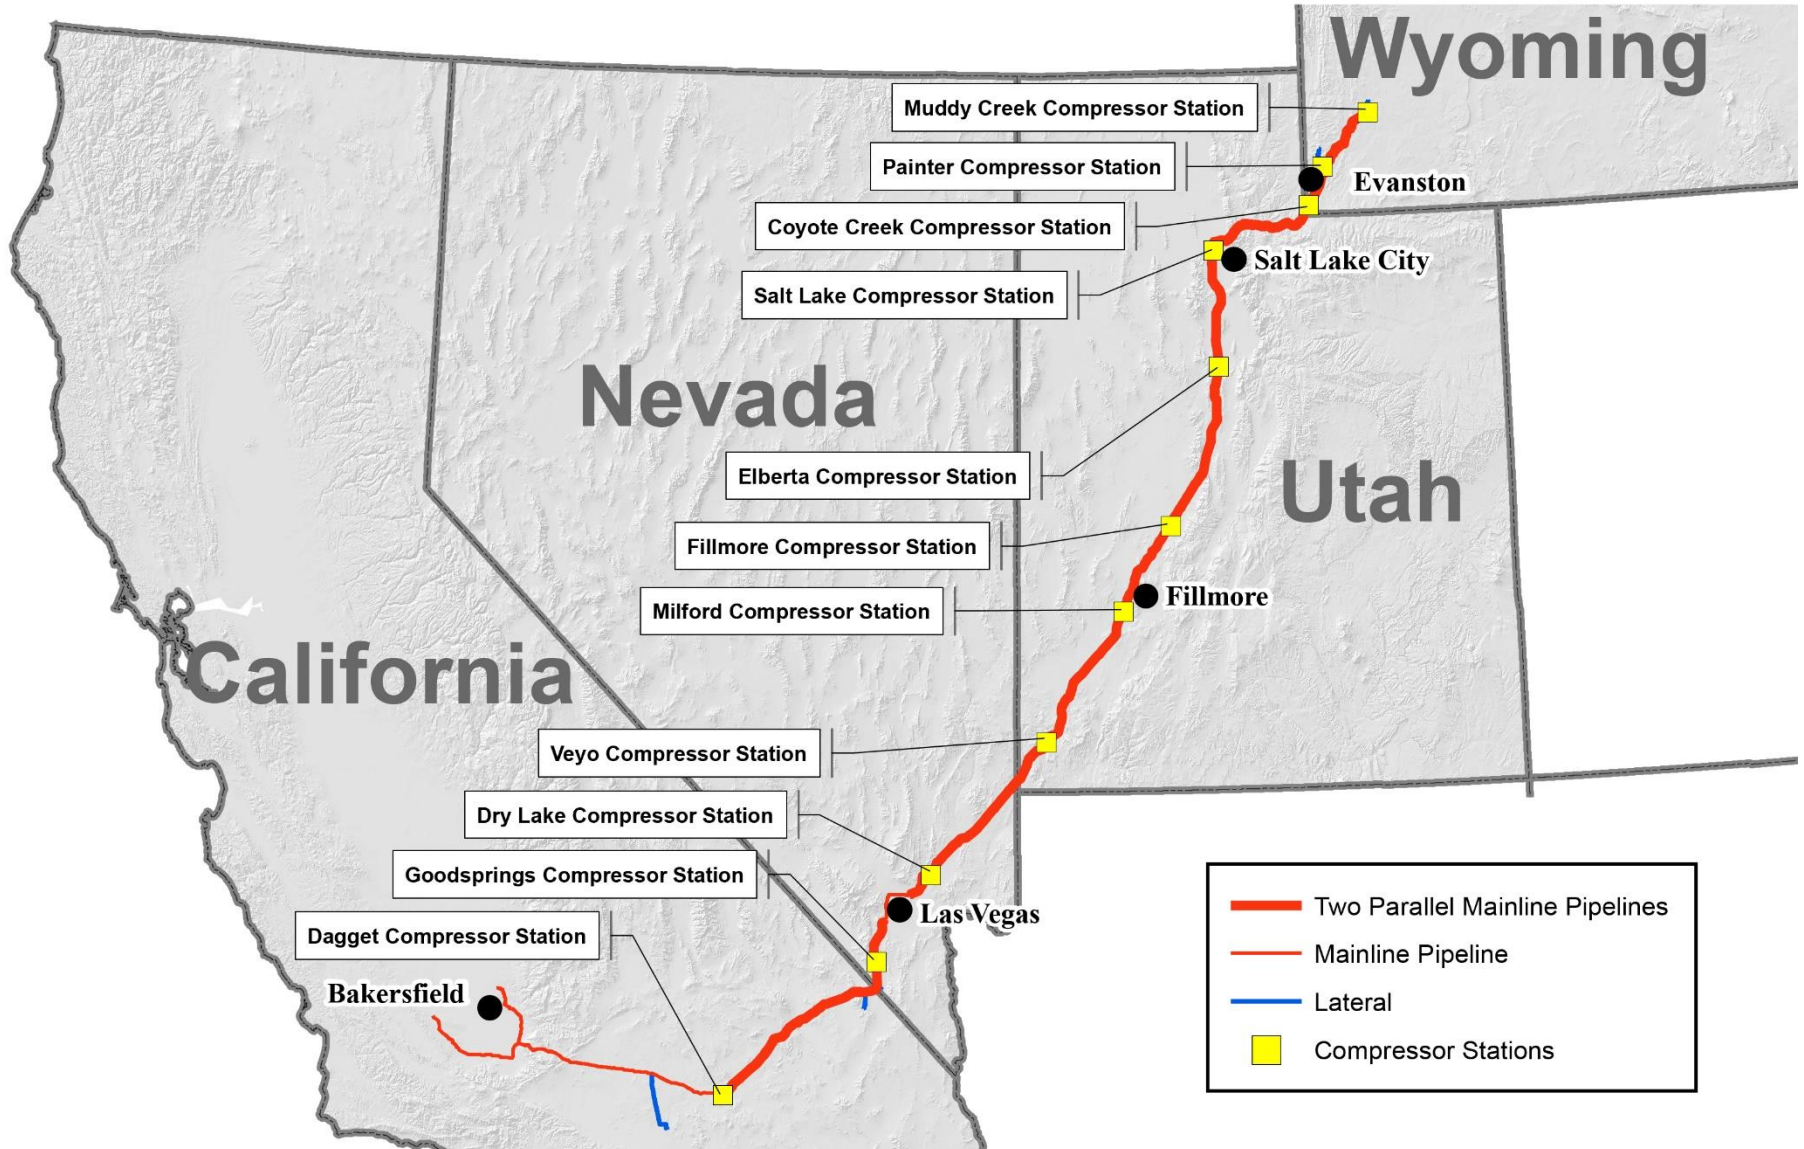 Wyoming
Muddy Creek Compressor Station
Painter Compressor Station
Evanston
Coyote Creek Compressor Station
Salt Lake City
Salt Lake Compressor Station
Nevada
Elberta Compressor Station
Utah
Fillmore Compressor Station
Fillmore
Milford Compressor Station
California
Veyo Compressor Station
Dry Lake Compressor Station
Goodsprings Compressor Station
Las Vegas
Dagget Compressor Station
Bakersfield
Two Parallel Mainline Pipelines
Mainline Pipeline
Lateral
Compressor Stations